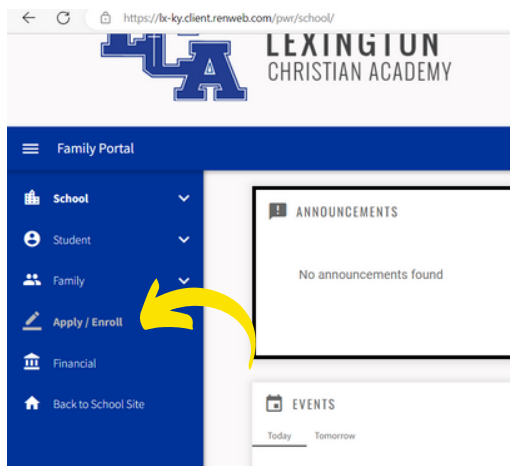 https://lx-ky.client.renweb.com/pwr/school/
LCA
LEXINGTON
CHRISTIAN ACADEMY
Family Portal
School
Student
Family
Apply / Enroll
Financial
Back to School Site
ANNOUNCEMENTS
No announcements found
EVENTS
Today Tomorrow